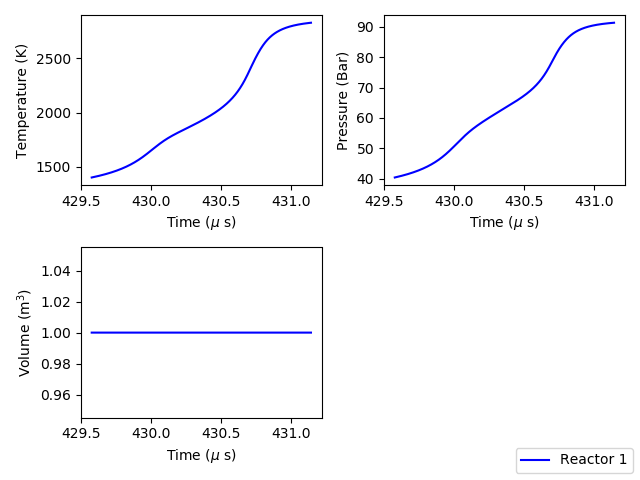 Temperature (K)
2500
2000
1500
429.5 430.0 430.5 431.0
Time (μ s)
Pressure (Bar)
90
80
70
60
50
40
429.5 430.0 430.5 431.0
Time (μ s)
Volume (m³)
1.04
1.02
1.00
0.98
0.96
429.5 430.0 430.5 431.0
Time (μ s)
Reactor 1